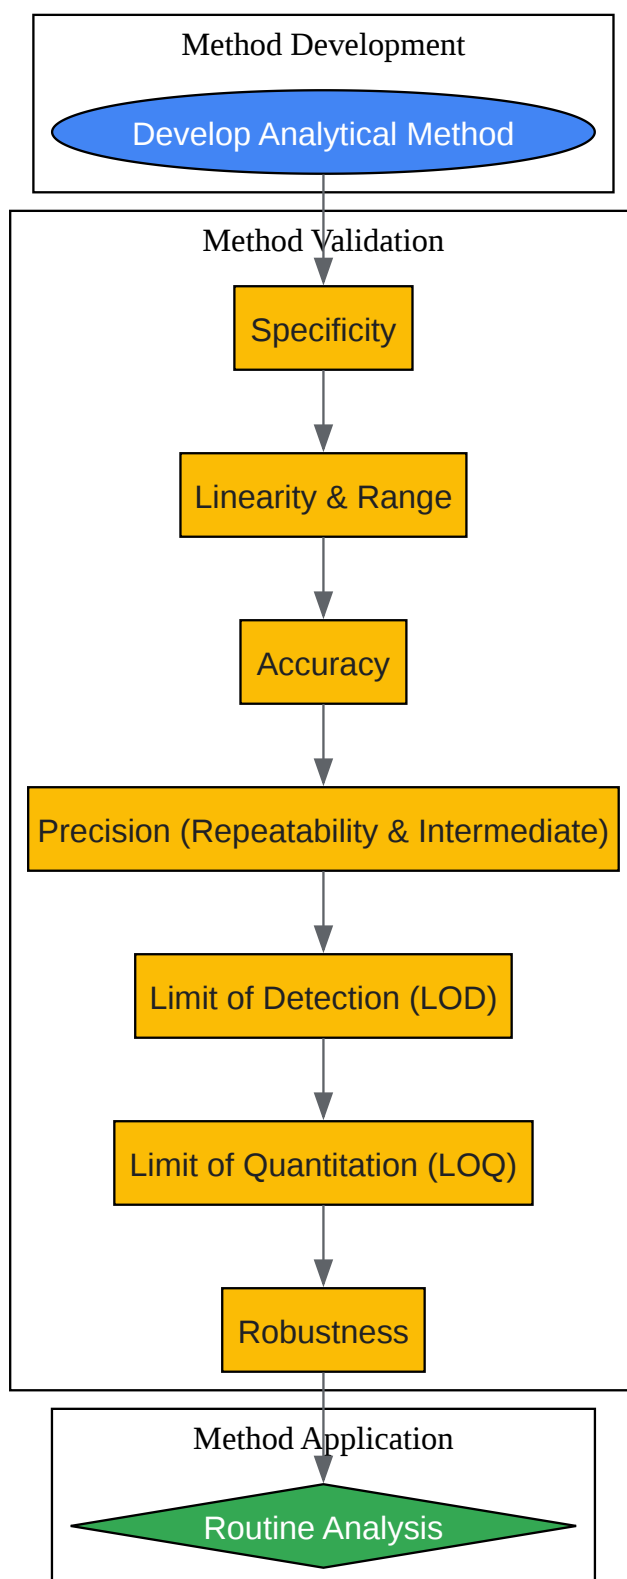 Method Development
Develop Analytical Method
Method Validation
Specificity
Linearity & Range
Accuracy
Precision (Repeatability & Intermediate)
Limit of Detection (LOD)
Limit of Quantitation (LOQ)
Robustness
Method Application
Routine Analysis